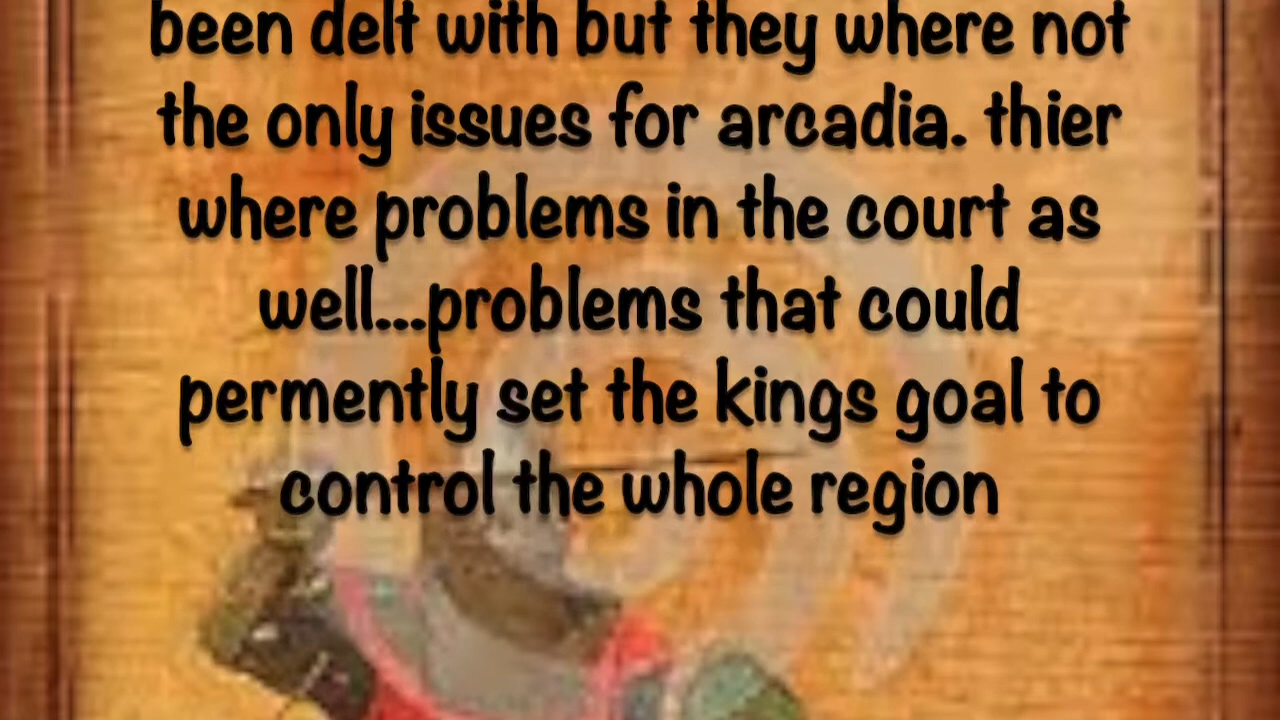 been delt with but they where not
the only issues for arcadia. thier
where problems in the court as
well...problems that could
permently set the kings goal to
control the whole region